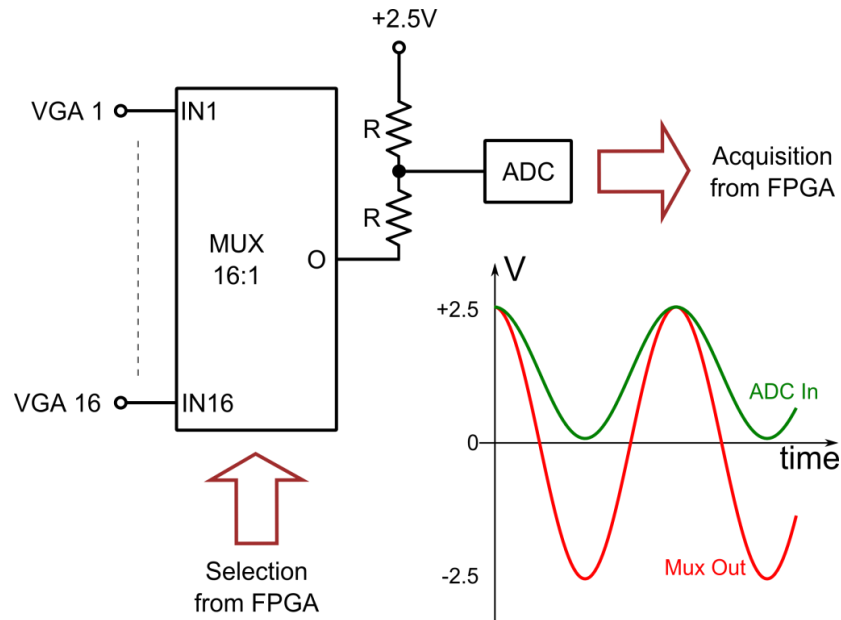 +2.5V
VGA 1
IN1
R
ADC
Acquisition
from FPGA
R
MUX
16:1
O
VGA 16
IN16
Selection
from FPGA
V
+2.5
ADC In
0
time
Mux Out
-2.5